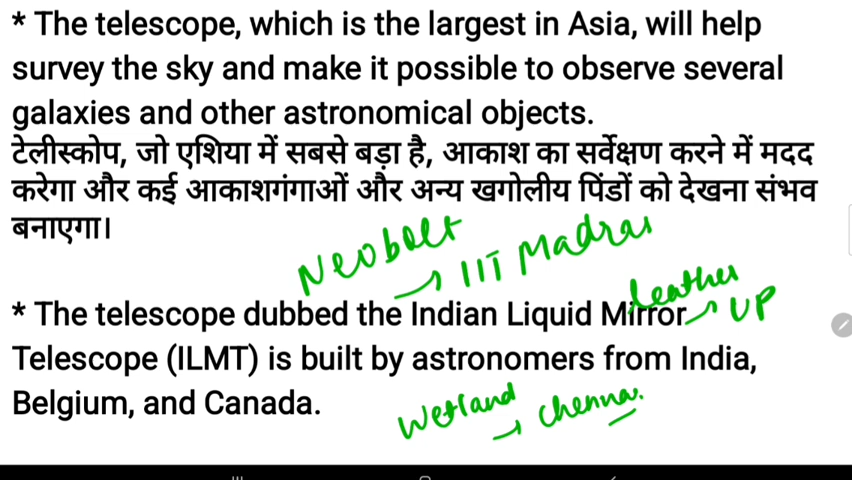 * The telescope, which is the largest in Asia, will help
survey the sky and make it possible to observe several
galaxies and other astronomical objects.
टेलीस्कोप, जो एशिया में सबसे बड़ा है, आकाश का सर्वेक्षण करने में मदद
करेगा और कई आकाशगंगाओं और अन्य खगोलीय पिंडों को देखना संभव
बनाएगा।
Neobolt
→ IIT Madras
leather
→ UP
* The telescope dubbed the Indian Liquid Mirror
Telescope (ILMT) is built by astronomers from India,
Belgium, and Canada.
Wetland
→ Chennai